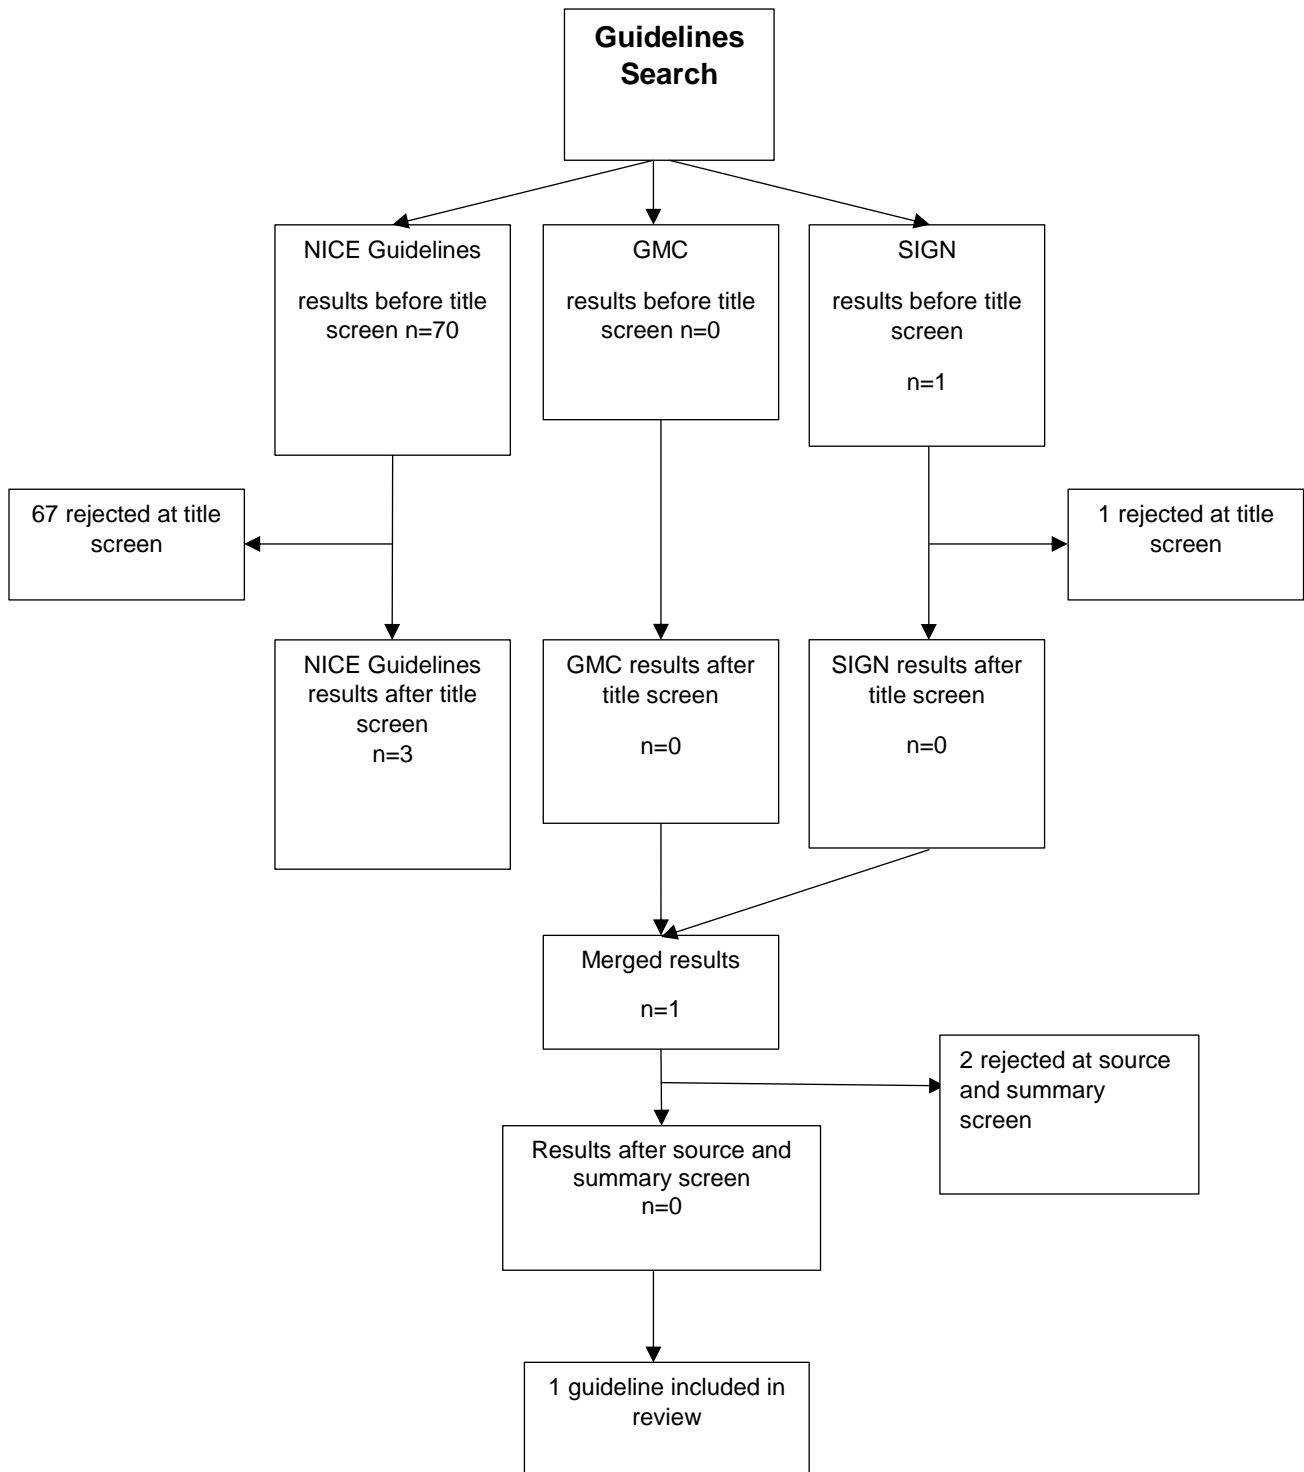 Guidelines
Search
NICE Guidelines
results before title
screen n=70
GMC
results before title
screen n=0
SIGN
results before title
screen
n=1
67 rejected at title
screen
1 rejected at title
screen
NICE Guidelines
results after title
screen
n=3
GMC results after
title screen
n=0
SIGN results after
title screen
n=0
Merged results
n=1
2 rejected at source
and summary
screen
Results after source and
summary screen
n=0
1 guideline included in
review